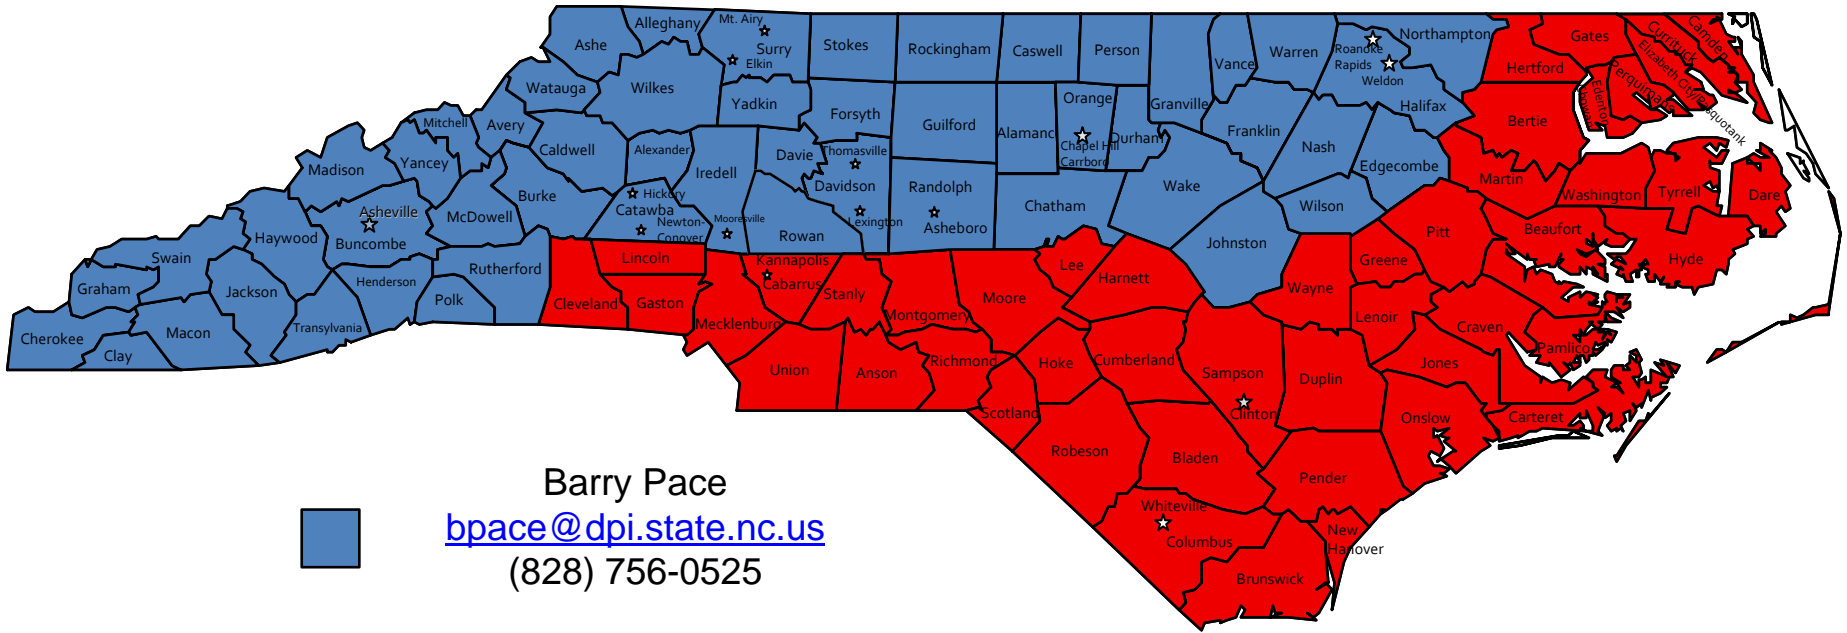 Alleghany
Mt. Airy
Ashe
Surry
Elkin
Stokes
Rockingham
Caswell
Person
Vance
Warren
Roanoke
Rapids
Northampton
Weldon
Gates
Currituck
Camden
Hertford
Watauga
Wilkes
Yadkin
Forsyth
Guilford
Alamanc
Orange
Granville
Halifax
Perquimans
Elizabeth City/Pasquotank
Edenton
Chowan
Mitchell
Avery
Caldwell
Alexander
Iredell
Davie
Thomasville
Chapel Hill
Carrboro
Durham
Franklin
Nash
Edgecombe
Bertie
Madison
Yancey
Burke
Hickory
Catawba
Newton-
Conover
Mooresville
Davidson
Lexington
Rowan
Randolph
Asheboro
Chatham
Wake
Wilson
Martin
Washington
Tyrrell
Dare
Asheville
Buncombe
McDowell
Haywood
Johnston
Pitt
Beaufort
Hyde
Swain
Graham
Jackson
Henderson
Rutherford
Polk
Lincoln
Cleveland
Gaston
Kannapolis
Cabarrus
Stanly
Mecklenburg
Montgomery
Moore
Lee
Harnett
Wayne
Greene
Lenoir
Craven
Pamlico
Cherokee
Clay
Macon
Transylvania
Union
Anson
Richmond
Hoke
Cumberland
Sampson
Clinton
Duplin
Jones
Onslow
Carteret
Scotland
Robeson
Bladen
Pender
Whiteville
Columbus
New
Hanover
Brunswick
Barry Pace
bpace@dpi.state.nc.us
(828) 756-0525